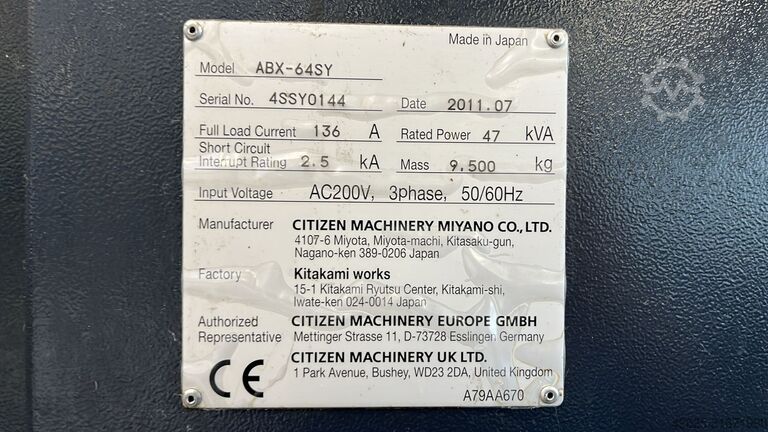 Made in Japan
Model ABX-64SY
Serial No. 4SSY0144 Date 2011.07
Full Load Current 136 A Rated Power 47 kVA
Short Circuit
Interrupt Rating 2.5 kA Mass 9,500 kg
Input Voltage AC200V, 3phase, 50/60Hz
Manufacturer CITIZEN MACHINERY MIYANO CO., LTD.
4107-6 Miyota, Miyota-machi, Kitasaku-gun,
Nagano-ken 389-0206 Japan
Factory Kitakami works
15-1 Kitakami Ryutsu Center, Kitakami-shi,
Iwate-ken 024-0014 Japan
Authorized CITIZEN MACHINERY EUROPE GMBH
Representative Mettinger Strasse 11, D-73728 Esslingen Germany
CITIZEN MACHINERY UK LTD.
CE 1 Park Avenue, Bushey, WD23 2DA, United Kingdom
A79AA670